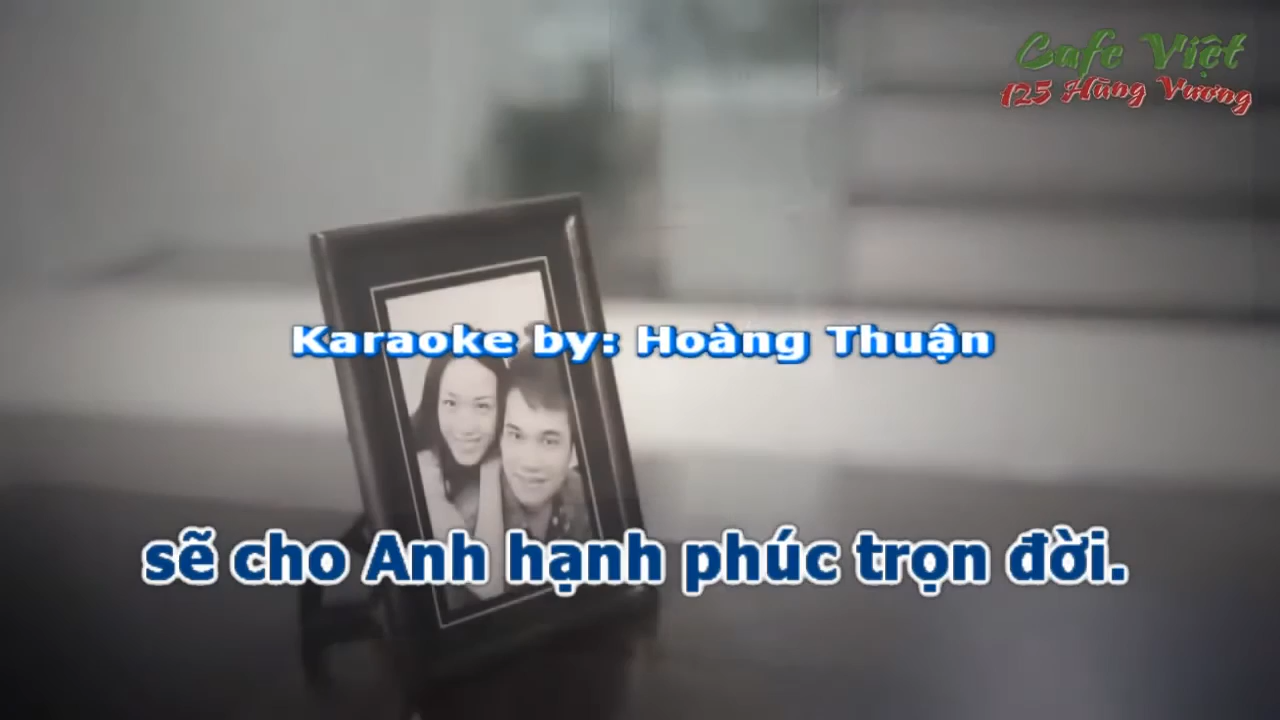 Cafe Việt
125 Hùng Vương
Karaoke by: Hoàng Thuận
sẽ cho Anh hạnh phúc trọn đời.